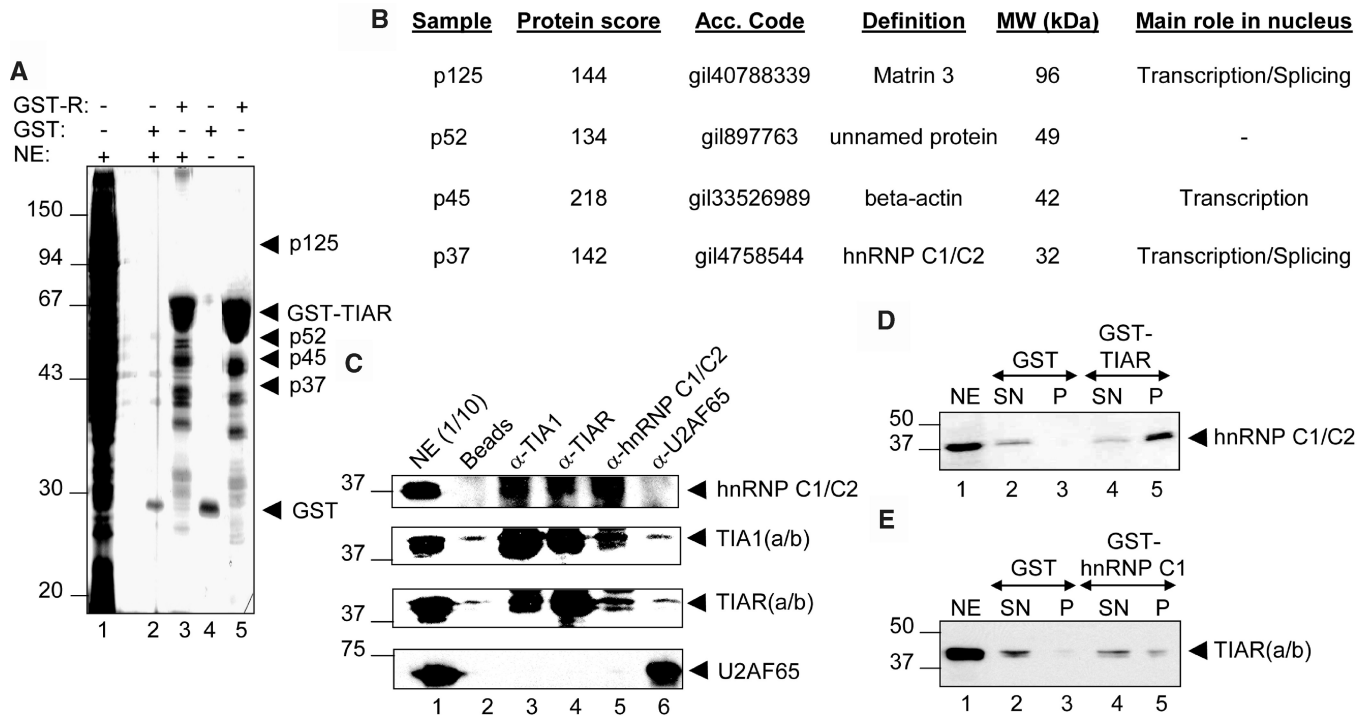 A
GST-R: - - + - +
GST: - + - + -
NE: + + + - -
150
94
67
43
30
20
p125
GST-TIAR
p52
p45
p37
GST
1 2 3 4 5
B
Sample Protein score Acc. Code Definition MW (kDa) Main role in nucleus
p125 144 gil40788339 Matrin 3 96 Transcription/Splicing
p52 134 gil897763 unnamed protein 49 -
p45 218 gil33526989 beta-actin 42 Transcription
p37 142 gil4758544 hnRNP C1/C2 32 Transcription/Splicing
C
NE (1/10) Beads α-TIA1 α-TIAR α-hnRNP C1/C2 α-U2AF65
37 hnRNP C1/C2
37 TIA1(a/b)
37 TIAR(a/b)
75 U2AF65
1 2 3 4 5 6
D
GST GST-
TIAR
NE SN P SN P
50
37 hnRNP C1/C2
1 2 3 4 5
E
GST GST-
hnRNP C1
NE SN P SN P
50
37 TIAR(a/b)
1 2 3 4 5